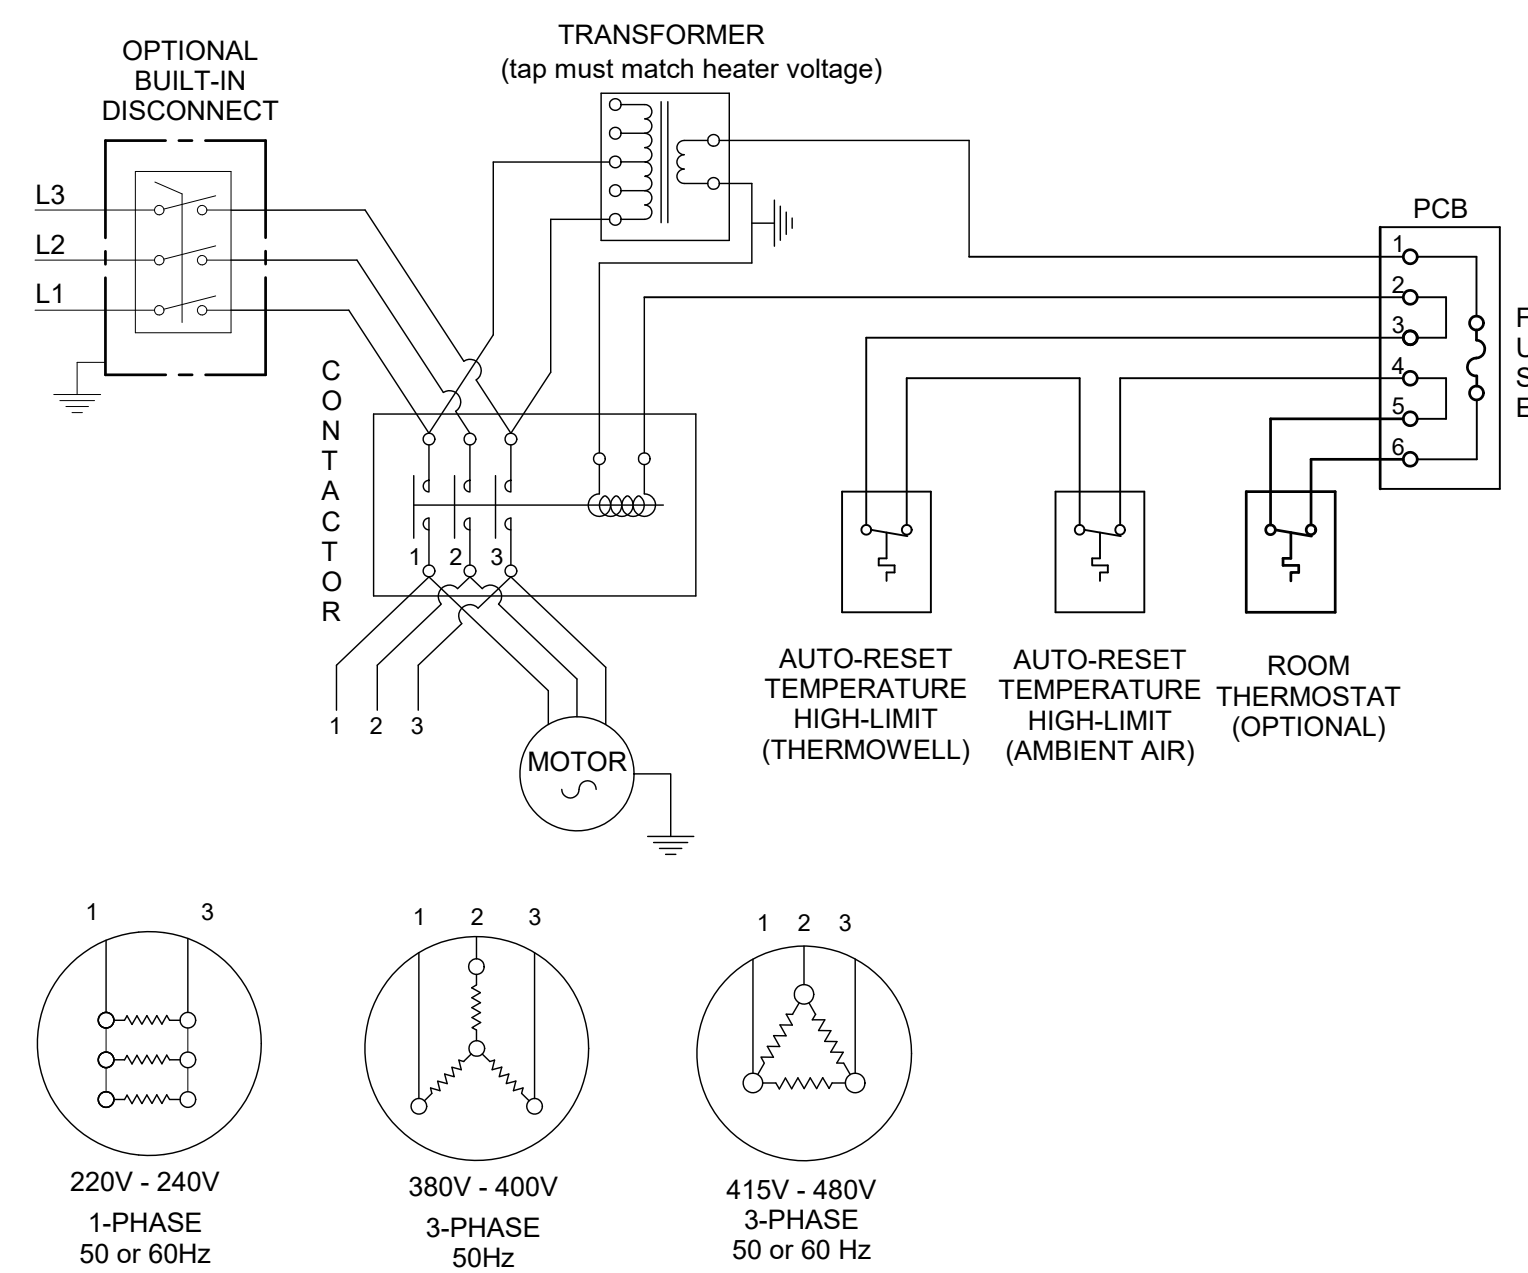 TRANSFORMER
(tap must match heater voltage)
OPTIONAL
BUILT-IN
DISCONNECT
L3
L2
L1
PCB
1
2
3
4
5
6
F
U
S
E
C
O
N
T
A
C
T
O
R
1 2 3
1 2 3
MOTOR
AUTO-RESET
TEMPERATURE
HIGH-LIMIT
(THERMOWELL)
AUTO-RESET
TEMPERATURE
HIGH-LIMIT
(AMBIENT AIR)
ROOM
THERMOSTAT
(OPTIONAL)
1 3
220V - 240V
1-PHASE
50 or 60Hz
1 2 3
380V - 400V
3-PHASE
50Hz
1 2 3
415V - 480V
3-PHASE
50 or 60 Hz